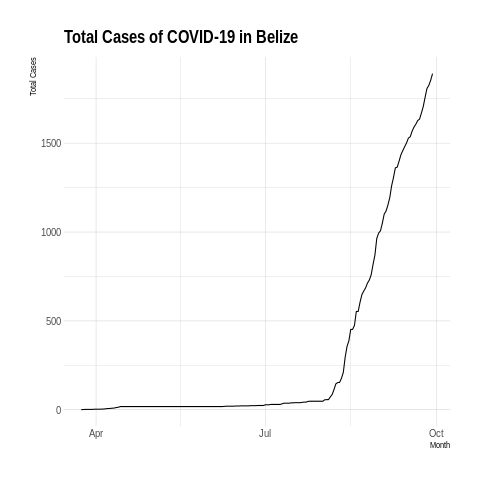 Total Cases of COVID-19 in Belize
Total Cases
1500
1000
500
0
Apr
Jul
Oct
Month